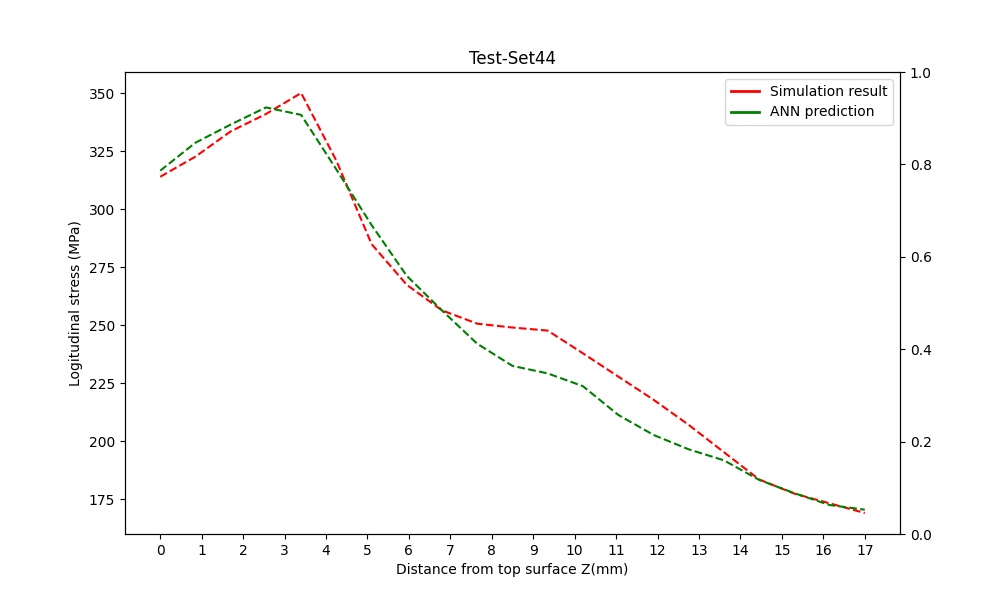 Test-Set44
Simulation result
ANN prediction
350
325
300
275
250
225
200
175
Logitudinal stress (MPa)
1.0
0.8
0.6
0.4
0.2
0.0
0 1 2 3 4 5 6 7 8 9 10 11 12 13 14 15 16 17
Distance from top surface Z(mm)